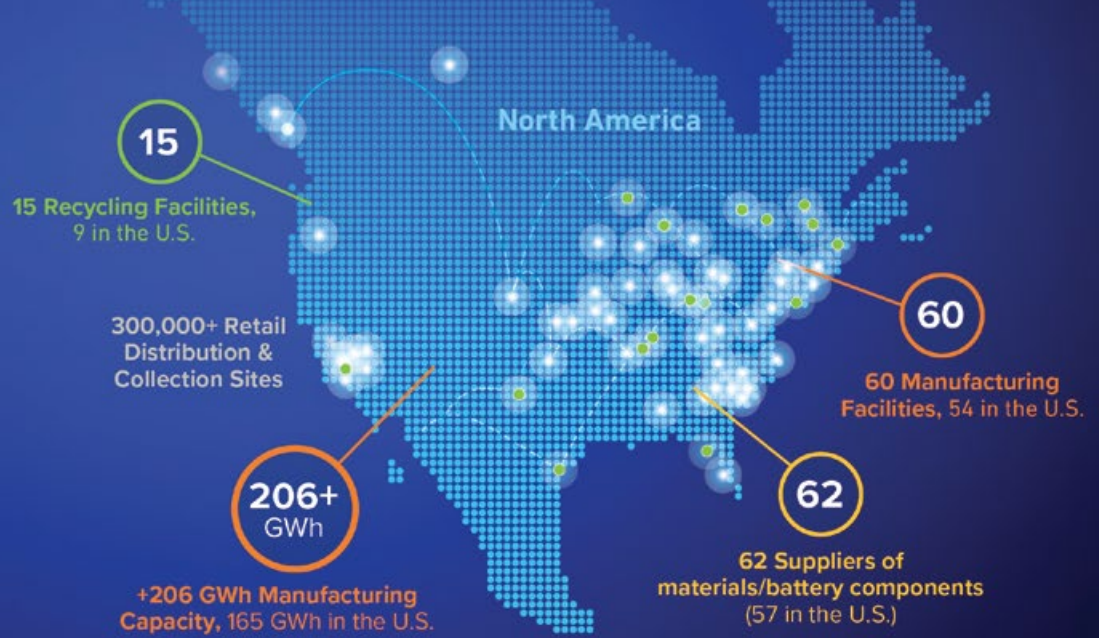 North America
15
15 Recycling Facilities,
9 in the U.S.
300,000+ Retail
Distribution &
Collection Sites
60
60 Manufacturing
Facilities, 54 in the U.S.
206+
GWh
+206 GWh Manufacturing
Capacity, 165 GWh in the U.S.
62
62 Suppliers of
materials/battery components
(57 in the U.S.)